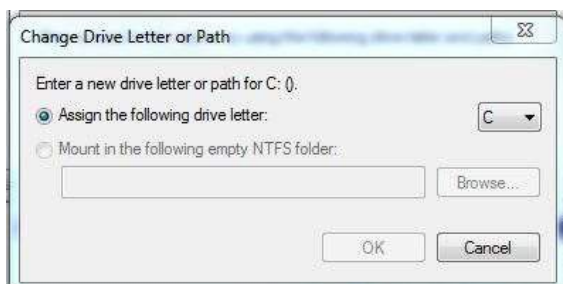 Change Drive Letter or Path
Enter a new drive letter or path for C: ().
Assign the following drive letter:
C
Mount in the following empty NTFS folder:
Browse...
OK
Cancel